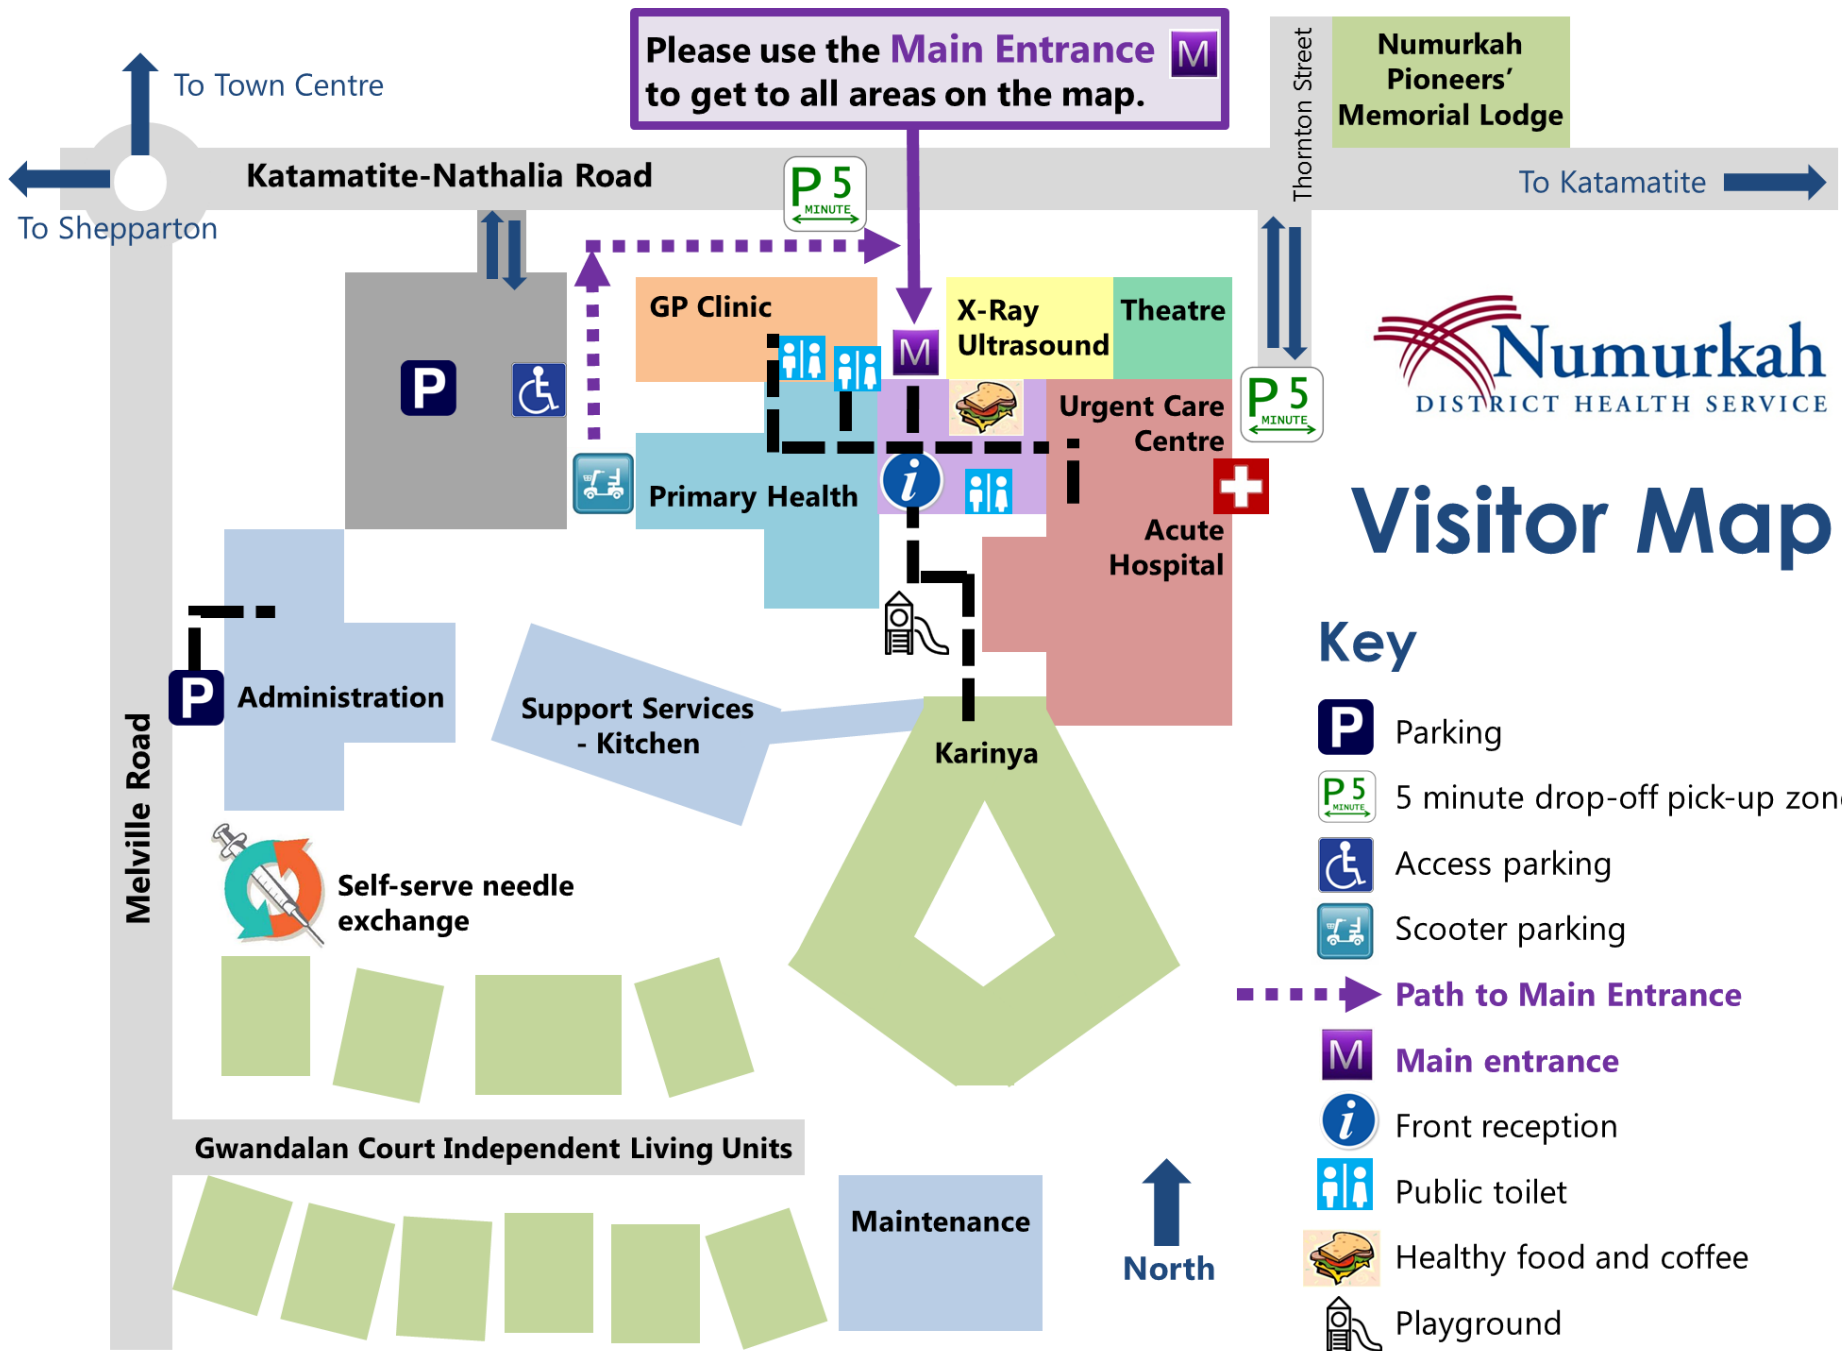 Please use the Main Entrance M
to get to all areas on the map.
To Town Centre
Thornton Street
Numurkah
Pioneers’
Memorial Lodge
Katamatite-Nathalia Road
P 5
MINUTE
To Katamatite
To Shepparton
GP Clinic
M
X-Ray
Ultrasound
Theatre
Numurkah
DISTRICT HEALTH SERVICE
P
Urgent Care
Centre
P 5
MINUTE
Primary Health
i
Acute
Hospital
Visitor Map
P
Administration
Support Services
- Kitchen
Karinya
Melville Road
Self-serve needle
exchange
Gwandalan Court Independent Living Units
Maintenance
North
Key
P Parking
P 5
MINUTE
5 minute drop-off pick-up zon
Access parking
Scooter parking
Path to Main Entrance
M Main entrance
i Front reception
Public toilet
Healthy food and coffee
Playground